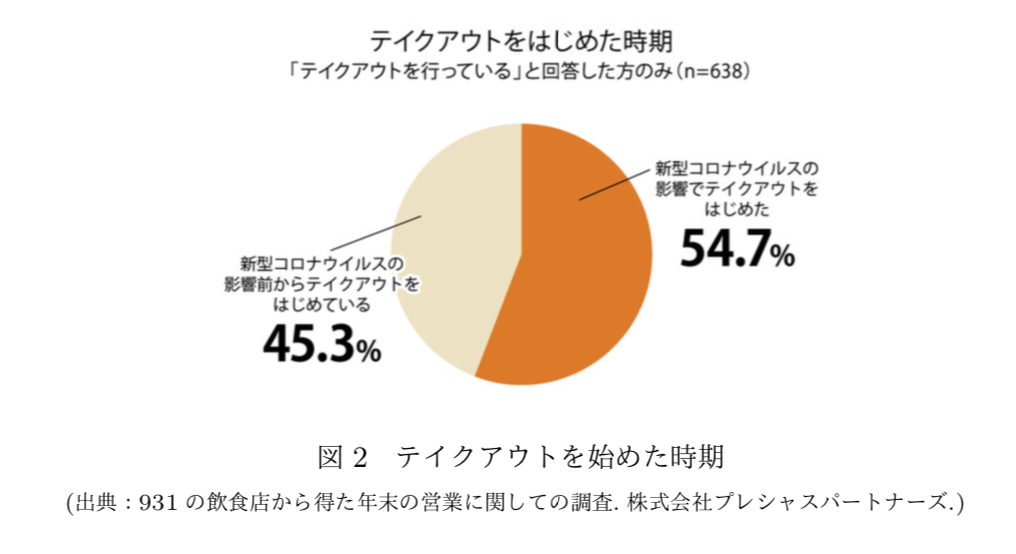 テイクアウトをはじめた時期
「テイクアウトを行っている」と回答した方のみ(n=638)
新型コロナウイルスの
影響でテイクアウトを
はじめた
54.7%
新型コロナウイルスの
影響前からテイクアウトを
はじめている
45.3%
図 2 テイクアウトを始めた時期
(出典:931 の飲食店から得た年末の営業に関しての調査. 株式会社プレシャスパートナーズ.)